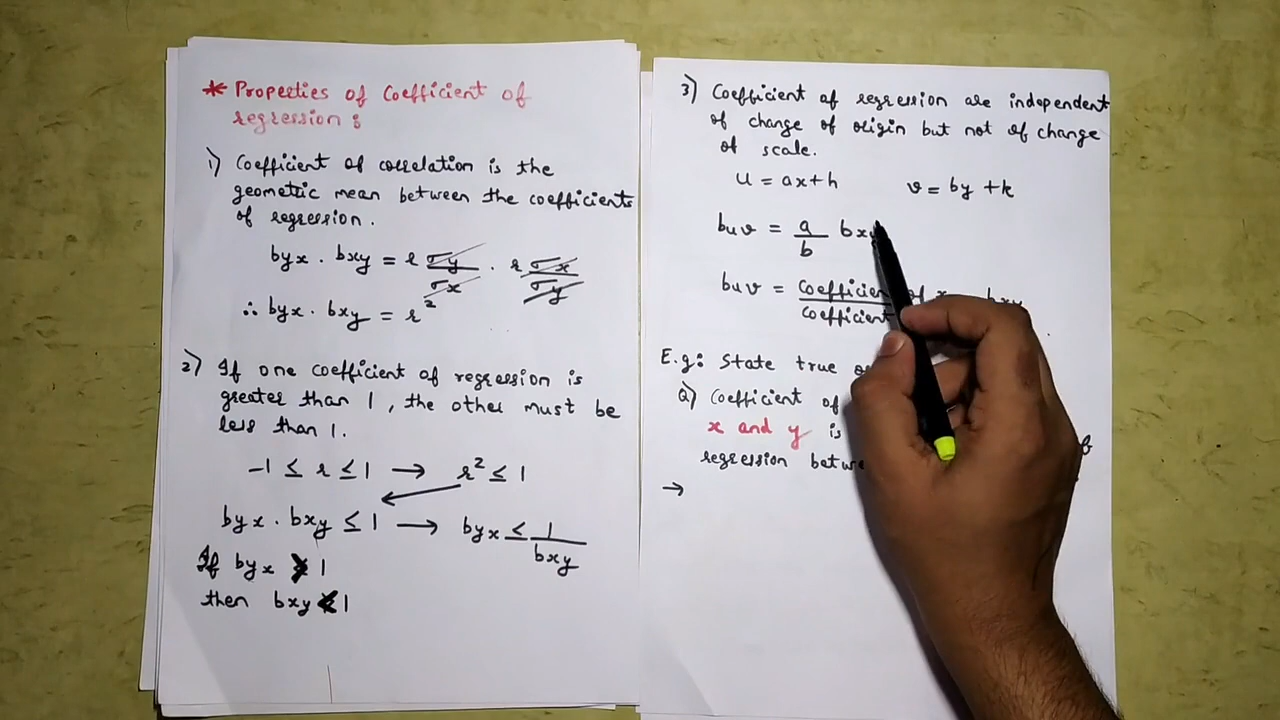 * Properties of Coefficient of
regression :
1) Coefficient of correlation is the
geometric mean between the coefficients
of regression.
byx . bxy = r σy/σx . r σx/σy
∴ byx . bxy = r²
2) If one coefficient of regression is
greater than 1, the other must be
less than 1.
-1 ≤ r ≤ 1 → r² ≤ 1
byx . bxy ≤ 1 → byx ≤ 1/bxy
If byx > 1
then bxy < 1
3) Coefficient of regression are independent
of change of origin but not of change
of scale.
u = ax+h v = by +k
buv = a/b
buv = coefficient of x
coefficient
E.g: State true
Q) Coefficient of
x and y is
regression of
→